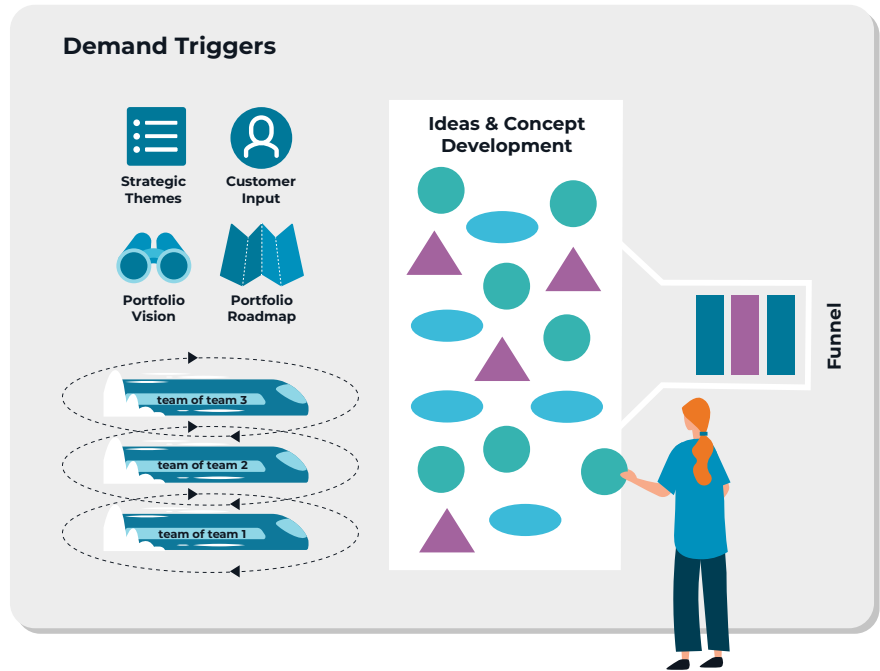 Demand Triggers
Strategic
Themes
Customer
Input
Portfolio
Vision
Portfolio
Roadmap
team of team 3
team of team 2
team of team 1
Ideas & Concept
Development
Funnel